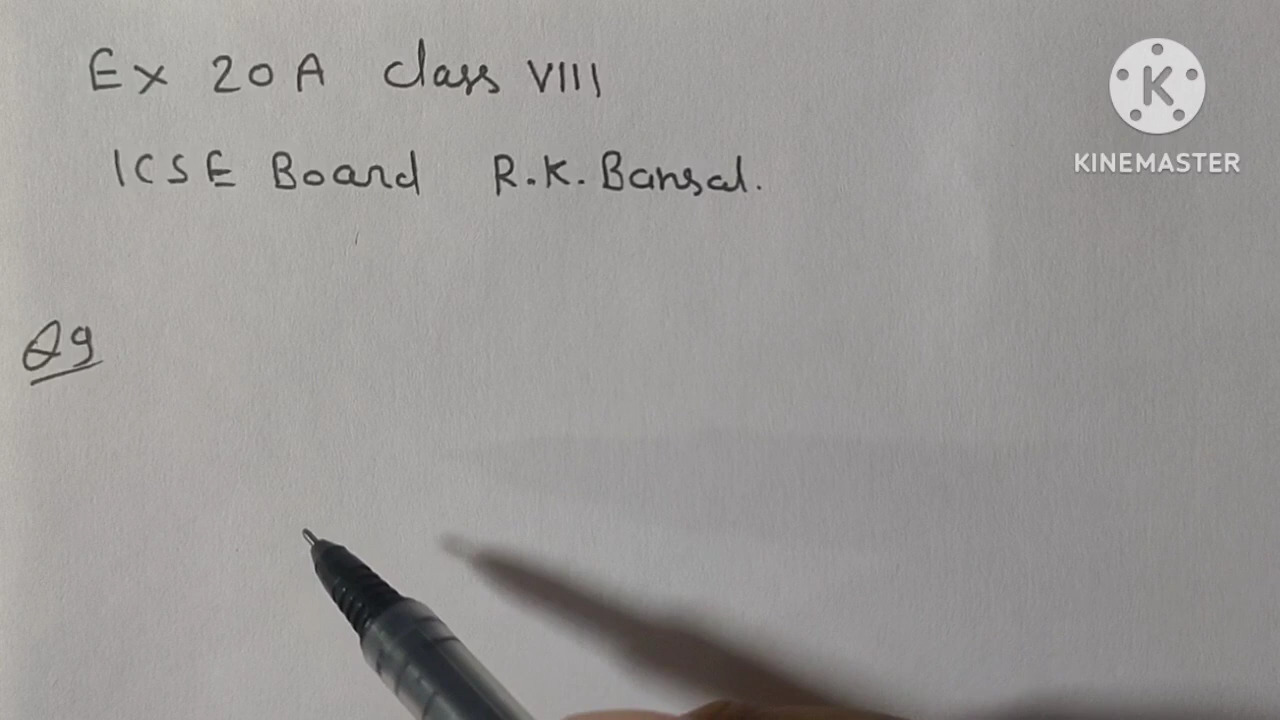 Ex 20A Class VIII
ICSE Board R.K. Bansal.
Q9
K
KINEMASTER